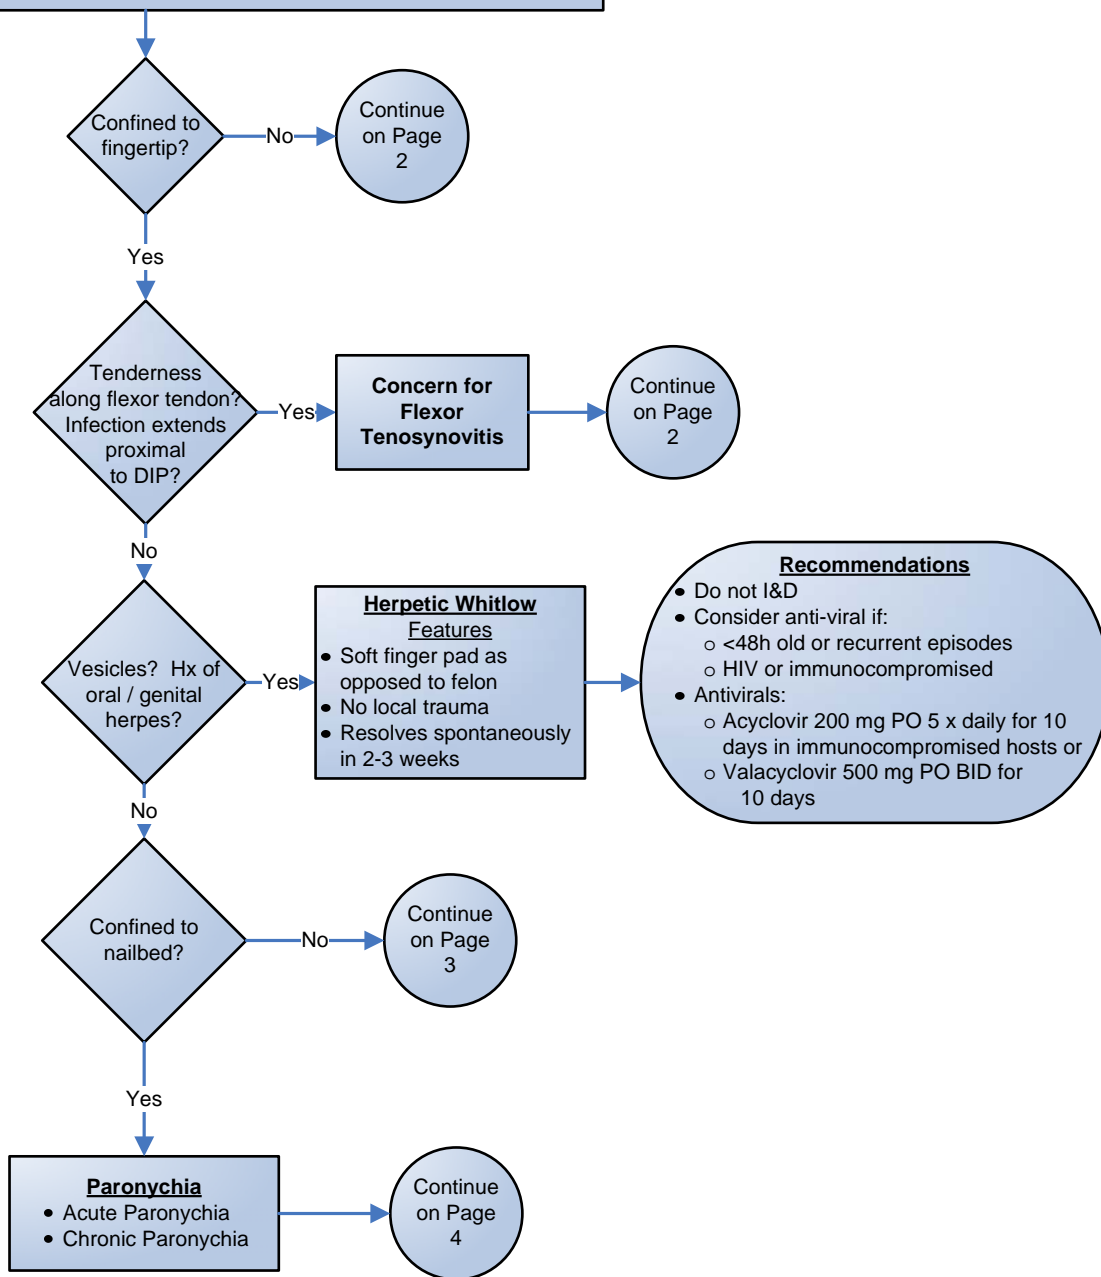 Confined to
fingertip?
No
Continue
on Page
2
Yes
Tenderness
along flexor tendon?
Infection extends
proximal
to DIP?
Yes
Concern for
Flexor
Tenosynovitis
Continue
on Page
2
No
Vesicles? Hx of
oral / genital
herpes?
Yes
Herpetic Whitlow
Features
• Soft finger pad as
opposed to felon
• No local trauma
• Resolves spontaneously
in 2-3 weeks
Recommendations
• Do not I&D
• Consider anti-viral if:
o <48h old or recurrent episodes
o HIV or immunocompromised
• Antivirals:
o Acyclovir 200 mg PO 5 x daily for 10
days in immunocompromised hosts or
o Valacyclovir 500 mg PO BID for
10 days
No
Confined to
nailbed?
No
Continue
on Page
3
Yes
Paronychia
• Acute Paronychia
• Chronic Paronychia
Continue
on Page
4